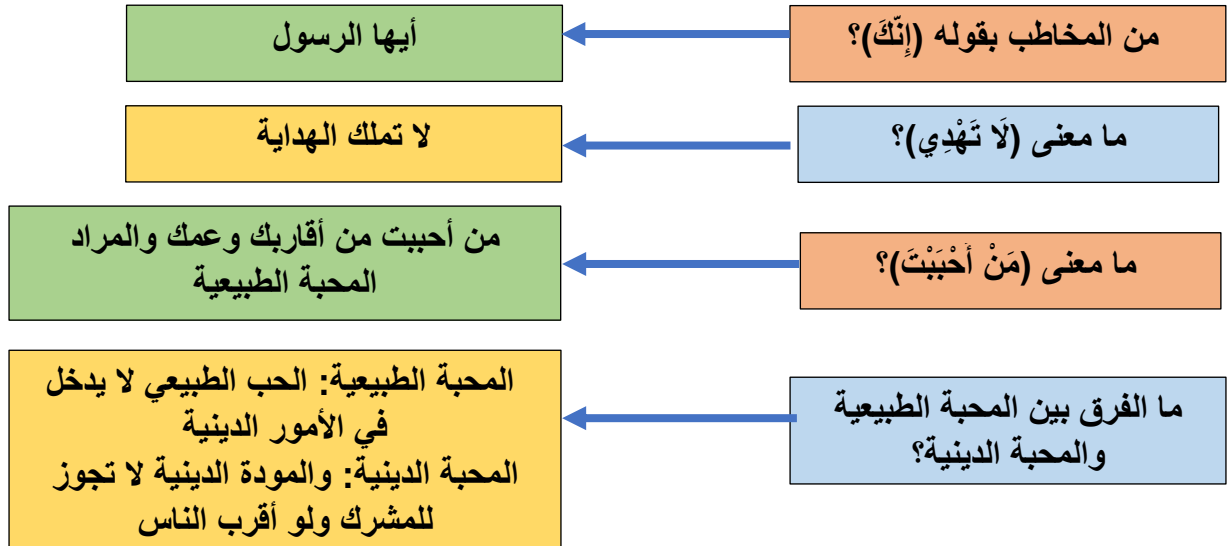 من المخاطب بقوله (إِنّكَ)؟
أيها الرسول
ما معنى (لَا تَهْدِي)؟
لا تملك الهداية
ما معنى (مَنْ أَحْبَبْتَ)؟
من أحببت من أقاربك وعمك والمراد
المحبة الطبيعية
ما الفرق بين المحبة الطبيعية
والمحبة الدينية؟
المحبة الطبيعية: الحب الطبيعي لا يدخل
في الأمور الدينية
المحبة الدينية: والمودة الدينية لا تجوز
للمشرك ولو أقرب الناس